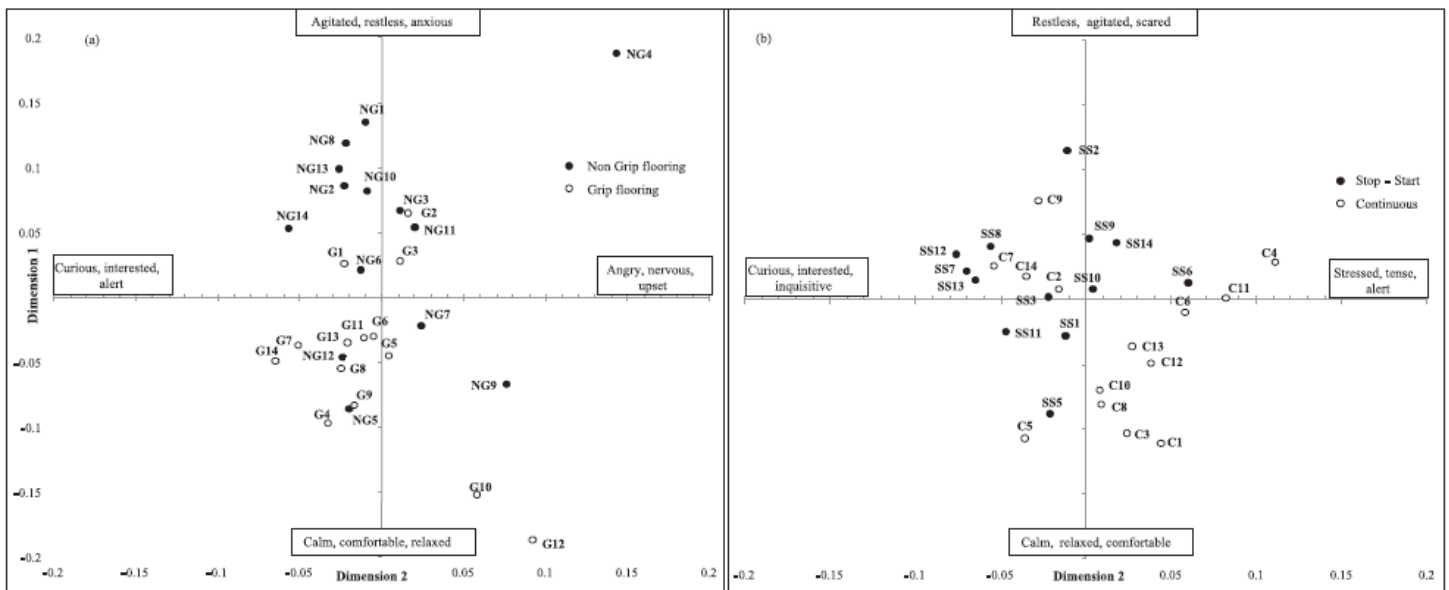 Agitated, restless, anxious
(a)
0.2
NG4
0.15
NG1
NG8
NG13
Non Grip flooring
0.1
NG2
NG10
Grip flooring
NG3
G2
NG14
0.05
NG11
G1
NG6
G3
Curious, interested,
alert
Angry, nervous,
upset
Dimension 1
0
NG7
G11
G6
G13
G7
-0.05
G14
NG12
G5
G8
NG9
G9
G4
NG5
-0.1
-0.15
G10
Calm, comfortable, relaxed
G12
-0.2
-0.2
-0.15
-0.1
-0.05
0
0.05
0.1
0.15
0.2
Dimension 2
Restless, agitated, scared
(b)
SS2
Stop – Start
C9
Continuous
SS9
SS8
SS14
SS12
C7
C4
SS7
C14
SS13
C2
SS10
SS6
Curious, interested,
inquisitive
Stressed, tense,
alert
SS3
C11
C6
SS11
SS1
C13
C12
C10
C8
SS5
C5
C3
C1
Calm, relaxed, comfortable
-0.2
-0.1
-0.1
-0.05
0
0.05
0.1
0.15
0.2
Dimension 2